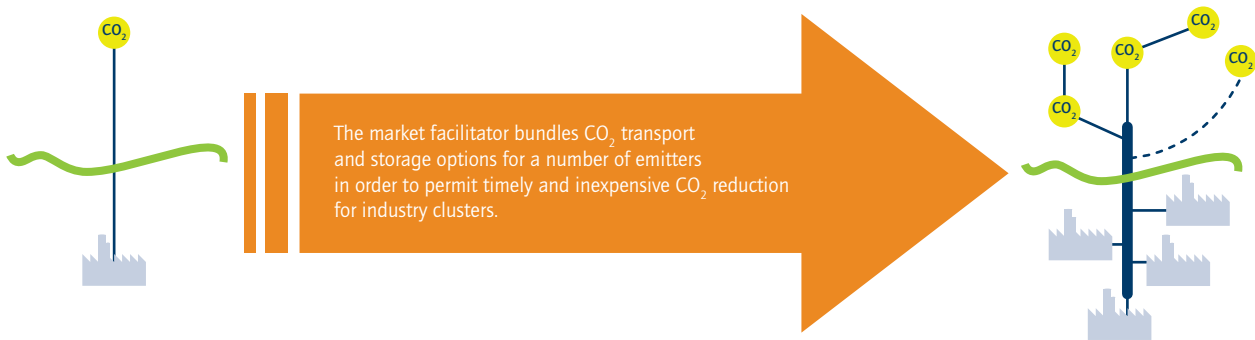 CO₂
The market facilitator bundles CO₂ transport
and storage options for a number of emitters
in order to permit timely and inexpensive CO₂ reduction
for industry clusters.
CO₂
CO₂
CO₂
CO₂
CO₂